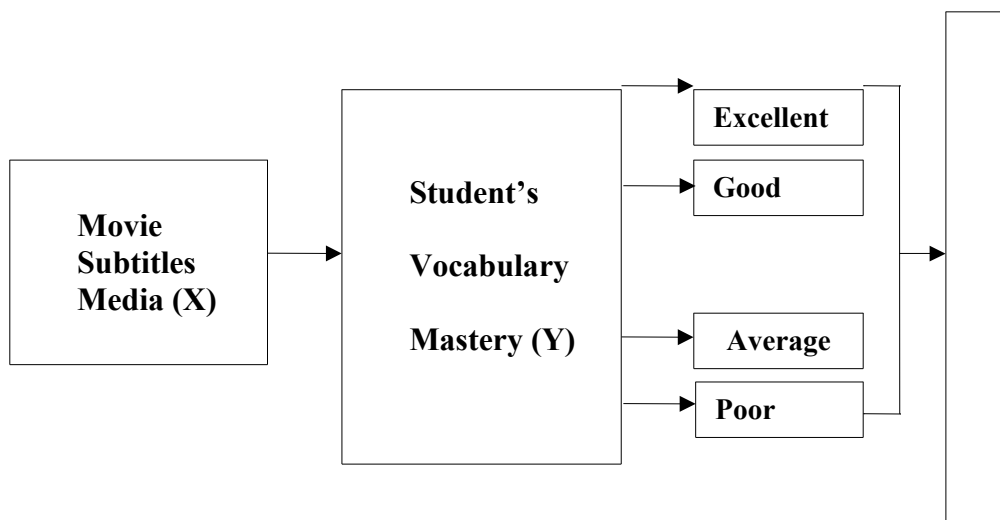 Movie
Subtitles
Media (X)
Student’s
Vocabulary
Mastery (Y)
Excellent
Good
Average
Poor